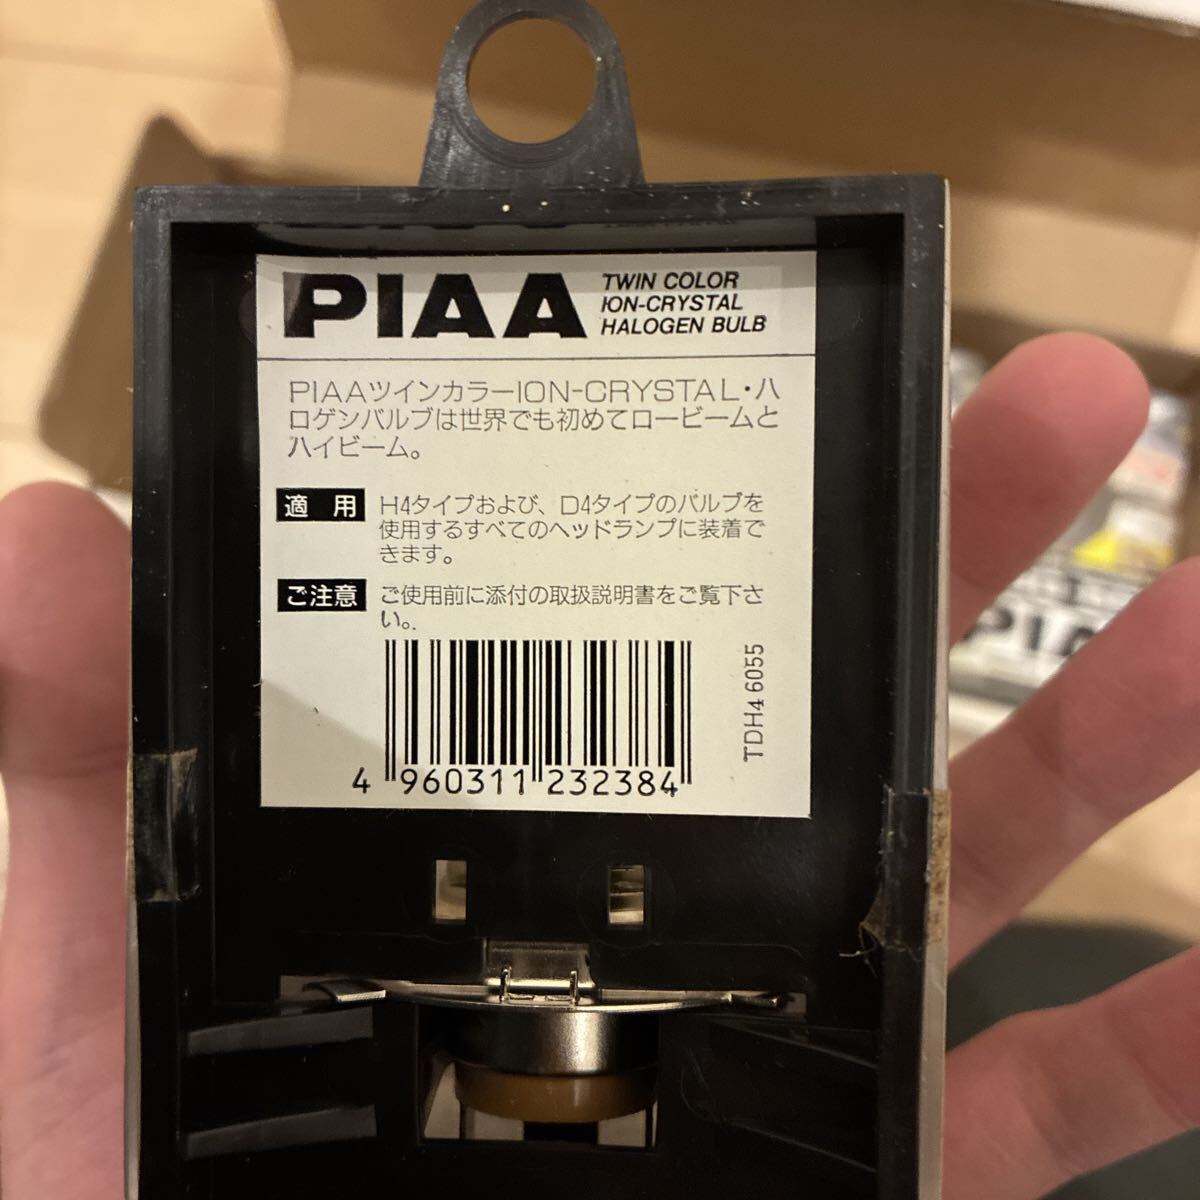 PIAA
TWIN COLOR
ION-CRYSTAL
HALOGEN BULB
PIAAツインカラーION-CRYSTAL・ハ
ロゲンバルブは世界でも初めてロービームと
ハイビーム。
適用 H4タイプおよび、D4タイプのバルブを
使用するすべてのヘッドランプに装着で
きます。
ご注意 ご使用前に添付の取扱説明書をご覧下さ
い。
4 960311 232384
TDH4 6055
PIA